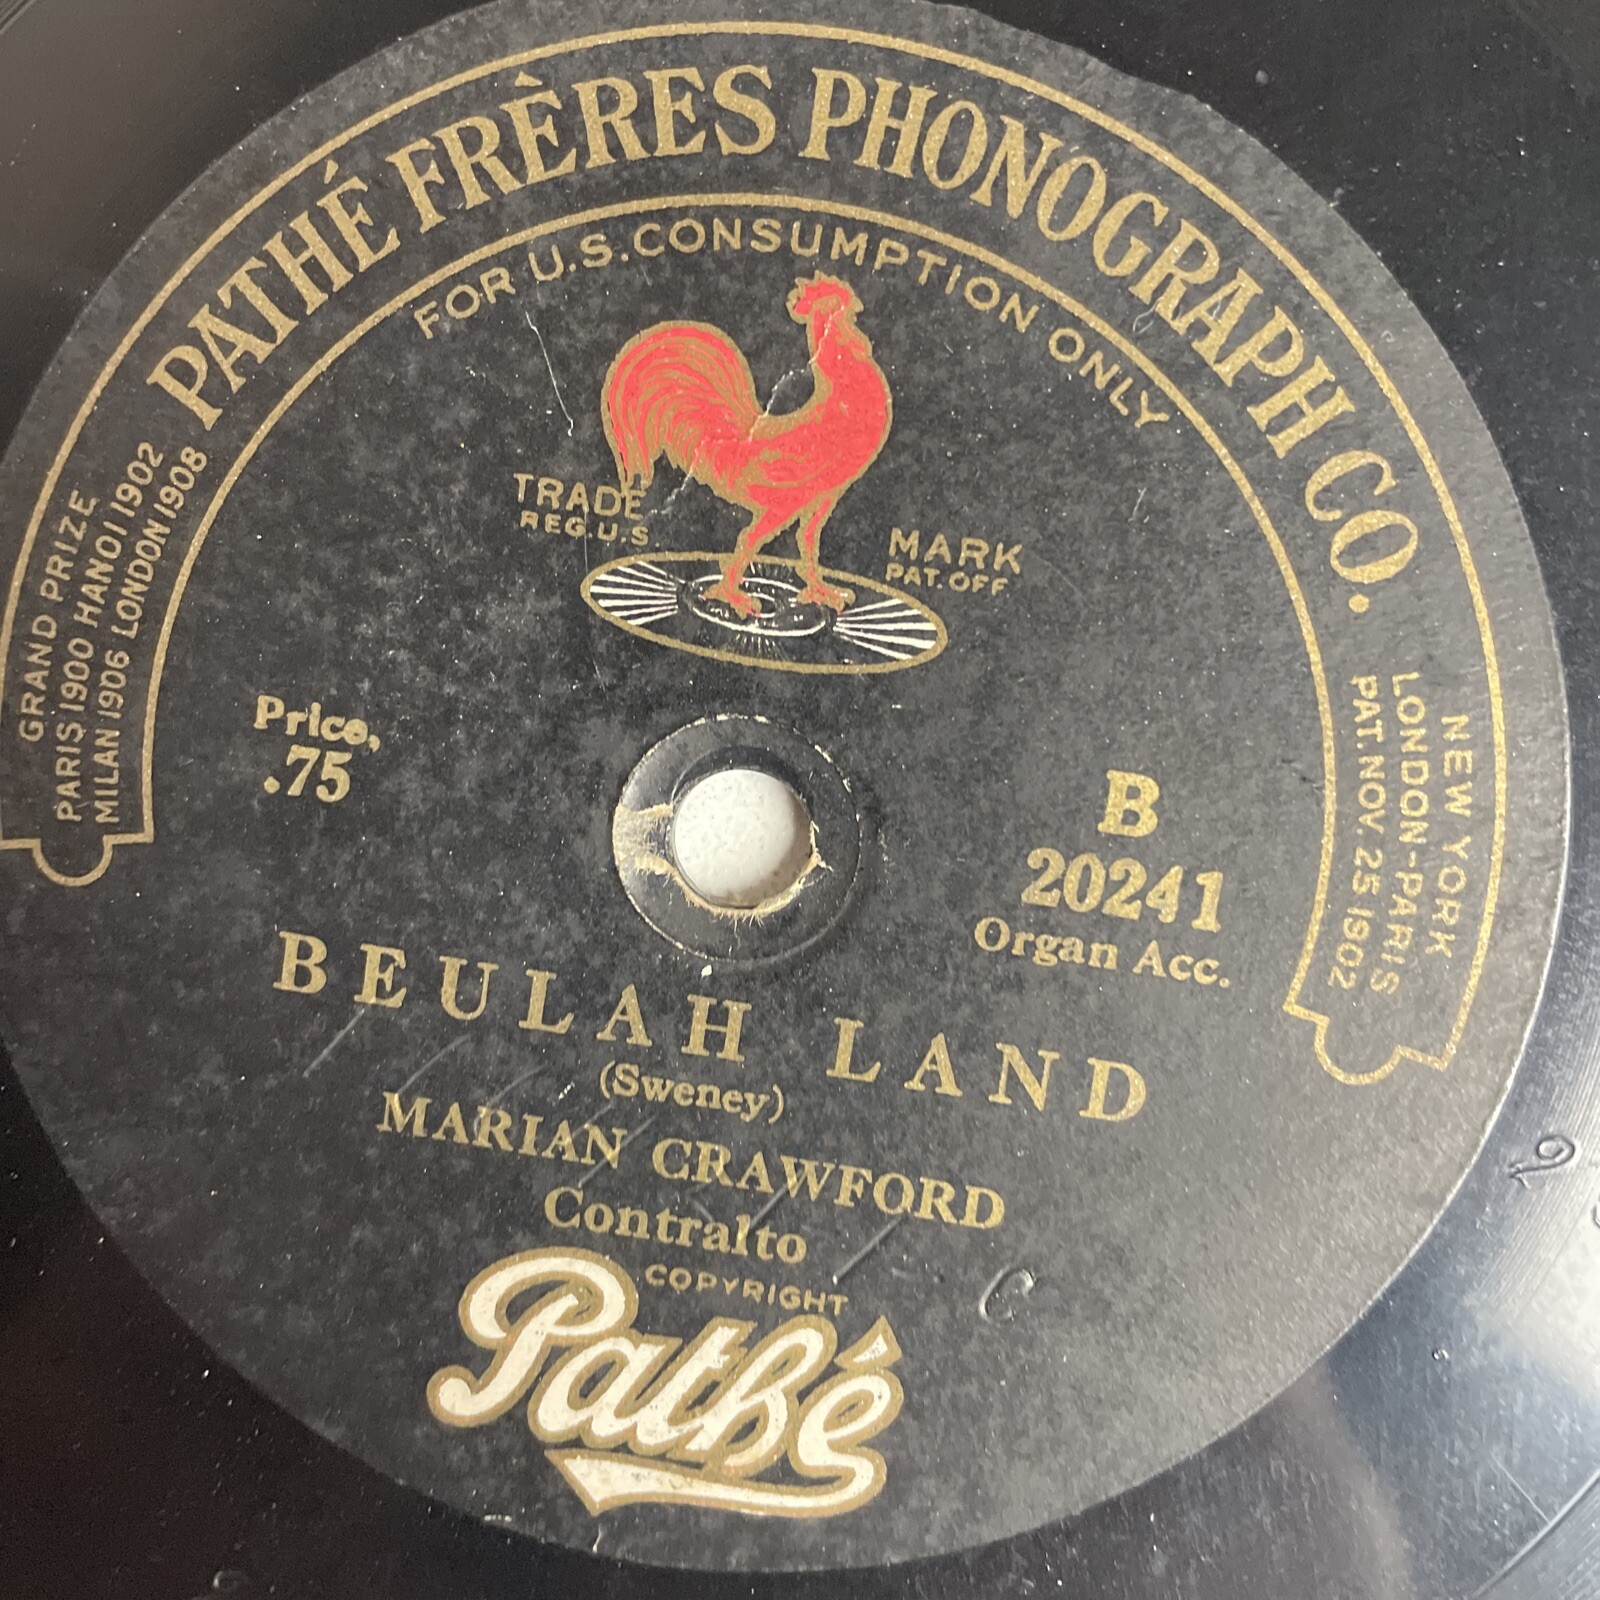 PATHÉ FRÈRES PHONOGRAPH CO.
FOR U.S. CONSUMPTION ONLY
GRAND PRIZE
PARIS 1900 HANOI 1902
MILAN 1906 LONDON 1908
NEW YORK
LONDON-PARIS
PAT. NOV. 25 1902
TRADE MARK
REG. U.S. PAT. OFF
Price,
.75
B
20241
Organ Acc.
BEULAH LAND
(Sweney)
MARIAN CRAWFORD
Contralto
COPYRIGHT
Pathé
C
2